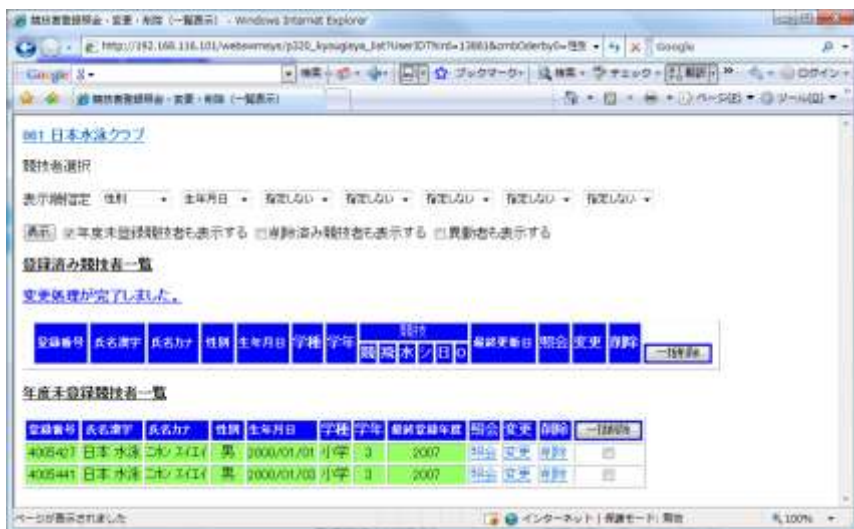 競技者登録照会・変更・削除（一覧表示） - Windows Internet Explorer
Google
ブックマーク
チェック
競技者登録照会・変更・削除（一覧表示）
ページ(P)
ツール(O)
001 日本水泳クラブ
競技者選択
表示順指定 性別 生年月日 指定しない 指定しない 指定しない 指定しない 指定しない
表示 年度未登録競技者も表示する 削除済み競技者も表示する 異動者も表示する
登録済み競技者一覧
変更処理が完了しました。
競技
登録番号 氏名漢字 氏名カナ 性別 生年月日 学種 学年 競 飛 水 シ 日 O 最終更新日 照会 変更 削除 一括削除
年度未登録競技者一覧
登録番号 氏名漢字 氏名カナ 性別 生年月日 学種 学年 最終登録年度 照会 変更 削除 一括削除
4005427 日本 水泳 ニホン スイエイ 男 2000/01/01 小学 3 2007 照会 変更 削除
4005441 日本 水泳 ニホン スイエイ 男 2000/01/03 小学 3 2007 照会 変更 削除
ページが表示されました
インターネット | 保護モード: 無効
100%